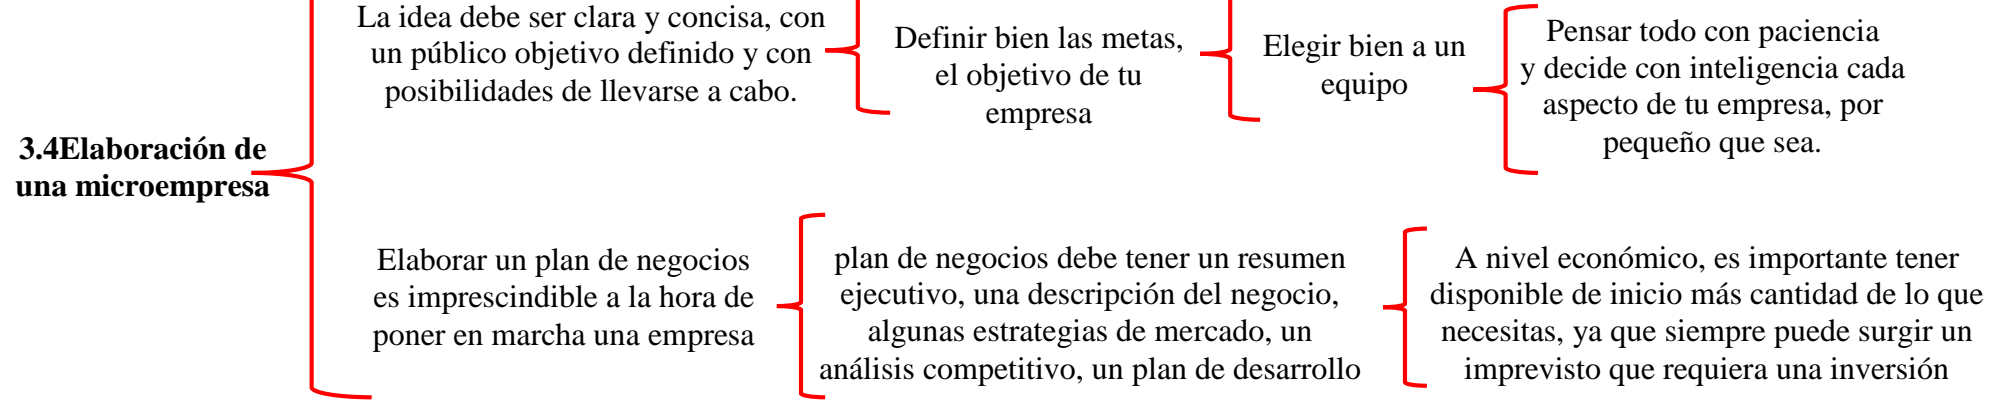 3.4Elaboración de
una microempresa
La idea debe ser clara y concisa, con
un público objetivo definido y con
posibilidades de llevarse a cabo.
Definir bien las metas,
el objetivo de tu
empresa
Elegir bien a un
equipo
Pensar todo con paciencia
y decide con inteligencia cada
aspecto de tu empresa, por
pequeño que sea.
Elaborar un plan de negocios
es imprescindible a la hora de
poner en marcha una empresa
plan de negocios debe tener un resumen
ejecutivo, una descripción del negocio,
algunas estrategias de mercado, un
análisis competitivo, un plan de desarrollo
A nivel económico, es importante tener
disponible de inicio más cantidad de lo que
necesitas, ya que siempre puede surgir un
imprevisto que requiera una inversión